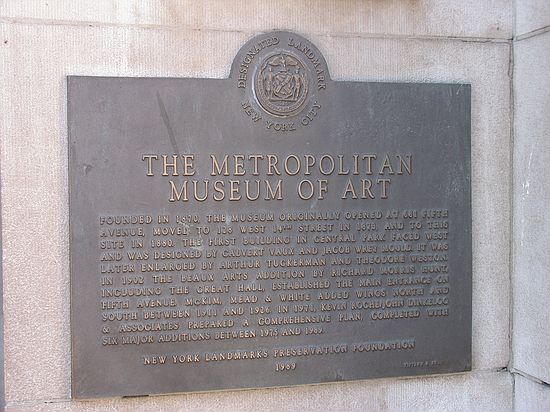 DESIGNATED LANDMARK
NEW YORK CITY
THE METROPOLITAN
MUSEUM OF ART
FOUNDED IN 1870, THE MUSEUM ORIGINALLY OPENED AT 681 FIFTH
AVENUE, MOVED TO 128 WEST 14TH STREET IN 1873, AND TO THIS
SITE IN 1880. THE FIRST BUILDING IN CENTRAL PARK FACED WEST
AND WAS DESIGNED BY CALVERT VAUX AND JACOB WREY MOULD. IT WAS
LATER ENLARGED BY ARTHUR TUCKERMAN AND THEODORE WESTON.
IN 1902 THE BEAUX ARTS ADDITION BY RICHARD MORRIS HUNT,
INCLUDING THE GREAT HALL, ESTABLISHED THE MAIN ENTRANCE ON
FIFTH AVENUE. MCKIM, MEAD & WHITE ADDED WINGS NORTH AND
SOUTH BETWEEN 1911 AND 1926. IN 1971, KEVIN ROCHE JOHN DINKELOO
& ASSOCIATES PREPARED A COMPREHENSIVE PLAN, COMPLETED WITH
SIX MAJOR ADDITIONS BETWEEN 1975 AND 1989.
NEW YORK LANDMARKS PRESERVATION FOUNDATION
1989
TIFFANY & CO.